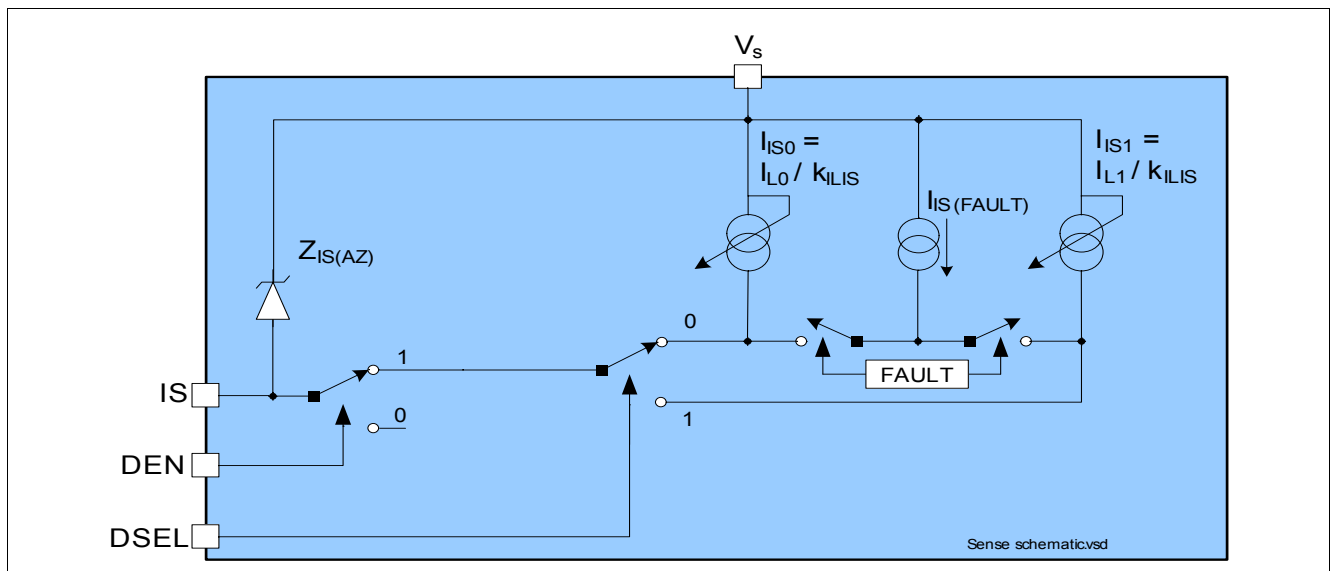 Vs
IIS0 =
IL0 / kILIS
IIS1 =
IL1 / kILIS
IIS(FAULT)
ZIS(AZ)
0
1
FAULT
IS
0
1
DEN
DSEL
Sense schematic.vsd